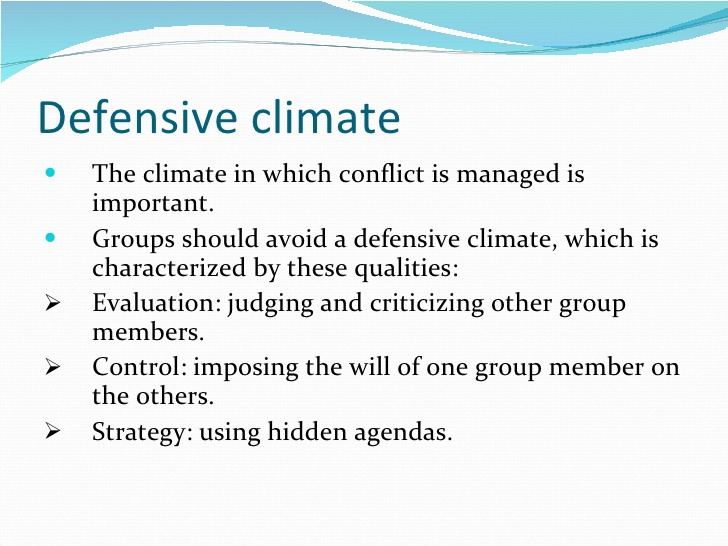 Defensive climate
• The climate in which conflict is managed is
important.
• Groups should avoid a defensive climate, which is
characterized by these qualities:
➢ Evaluation: judging and criticizing other group
members.
➢ Control: imposing the will of one group member on
the others.
➢ Strategy: using hidden agendas.